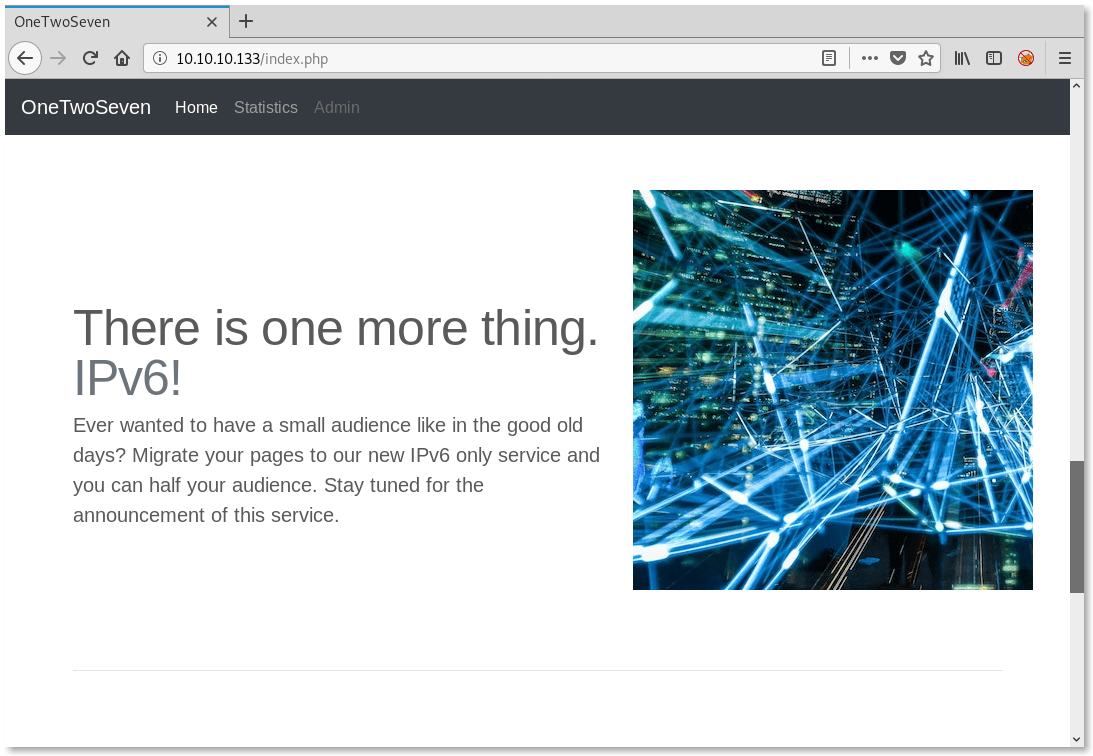 OneTwoSeven
10.10.10.133/index.php
OneTwoSeven Home Statistics Admin
There is one more thing.
IPv6!
Ever wanted to have a small audience like in the good old
days? Migrate your pages to our new IPv6 only service and
you can half your audience. Stay tuned for the
announcement of this service.